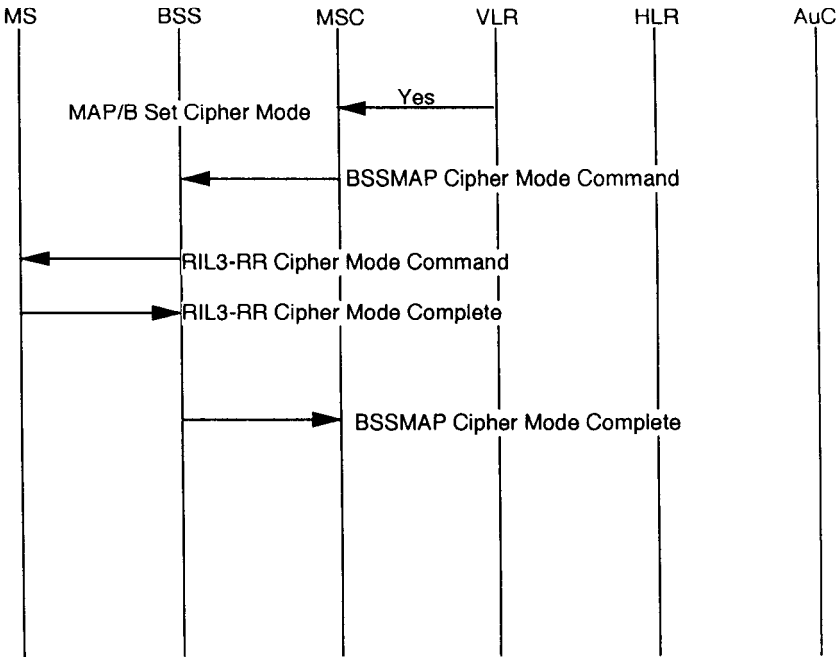 MS BSS MSC VLR HLR AuC
Yes
MAP/B Set Cipher Mode
BSSMAP Cipher Mode Command
RIL3-RR Cipher Mode Command
RIL3-RR Cipher Mode Complete
BSSMAP Cipher Mode Complete